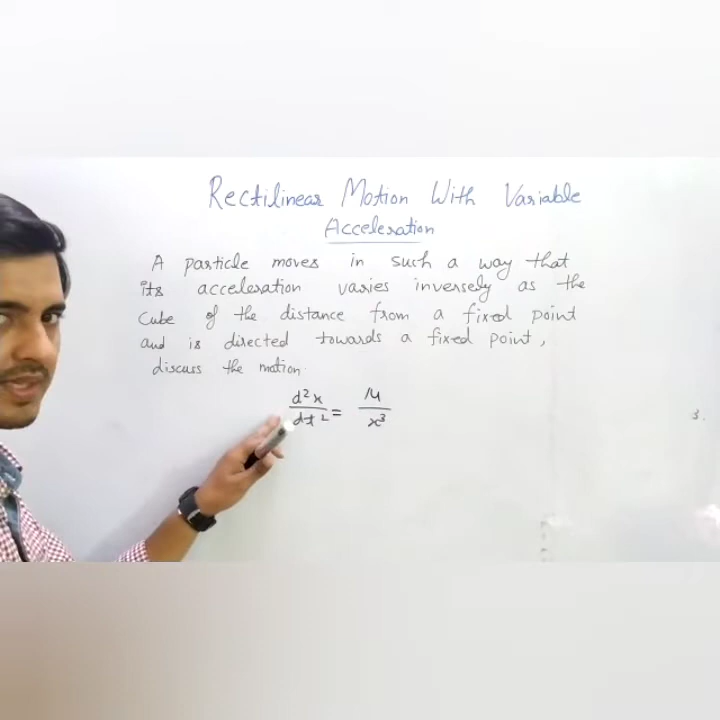 Rectilinear Motion With Variable
Acceleration
A particle moves in such a way that
its acceleration varies inversely as the
Cube of the distance from a fixed point
and is directed towards a fixed point,
discuss the motion.
d²x/dt² = μ/x³
3.